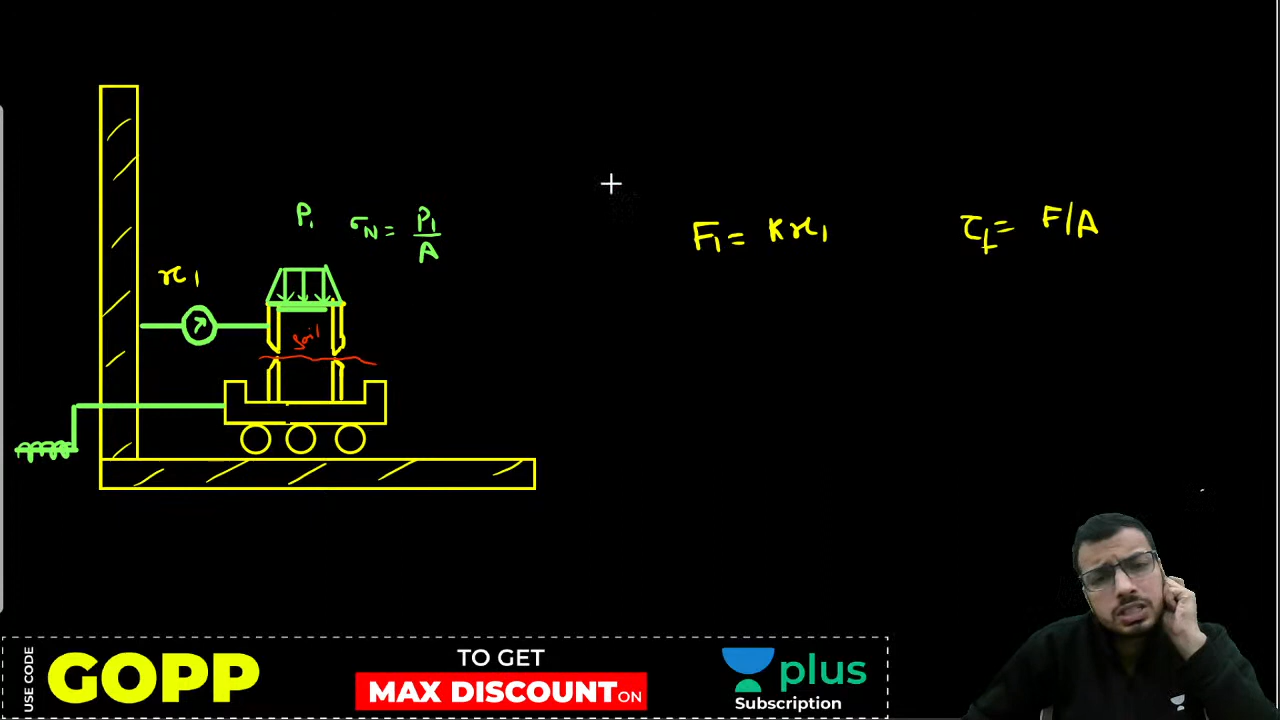 P₁ σN = P₁/A
x₁
F₁ = Kx₁
τf = F/A
Soil
USE CODE
GOPP
TO GET
MAX DISCOUNT ON
plus
Subscription